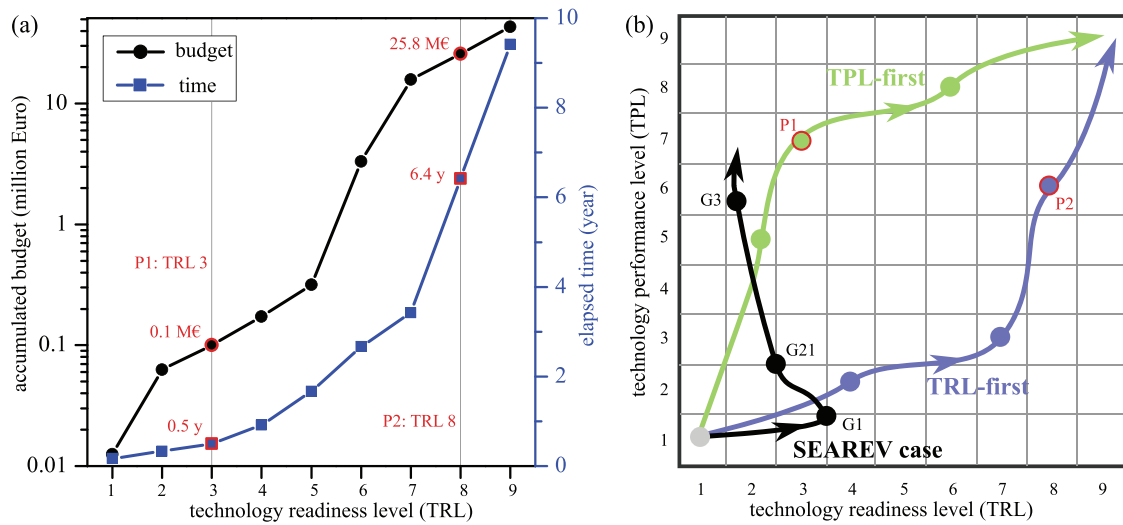 (a)
accumulated budget (million Euro)
10
1
0.1
0.01
budget
time
25.8 M€
6.4 y
P1: TRL 3
0.1 M€
0.5 y
P2: TRL 8
10
8
6
4
2
0
elapsed time (year)
1 2 3 4 5 6 7 8 9
technology readiness level (TRL)
(b)
technology performance level (TPL)
9
8
7
6
5
4
3
2
1
TPL-first
P1
G3
P2
G21
TRL-first
G1
SEAREV case
1 2 3 4 5 6 7 8 9
technology readiness level (TRL)